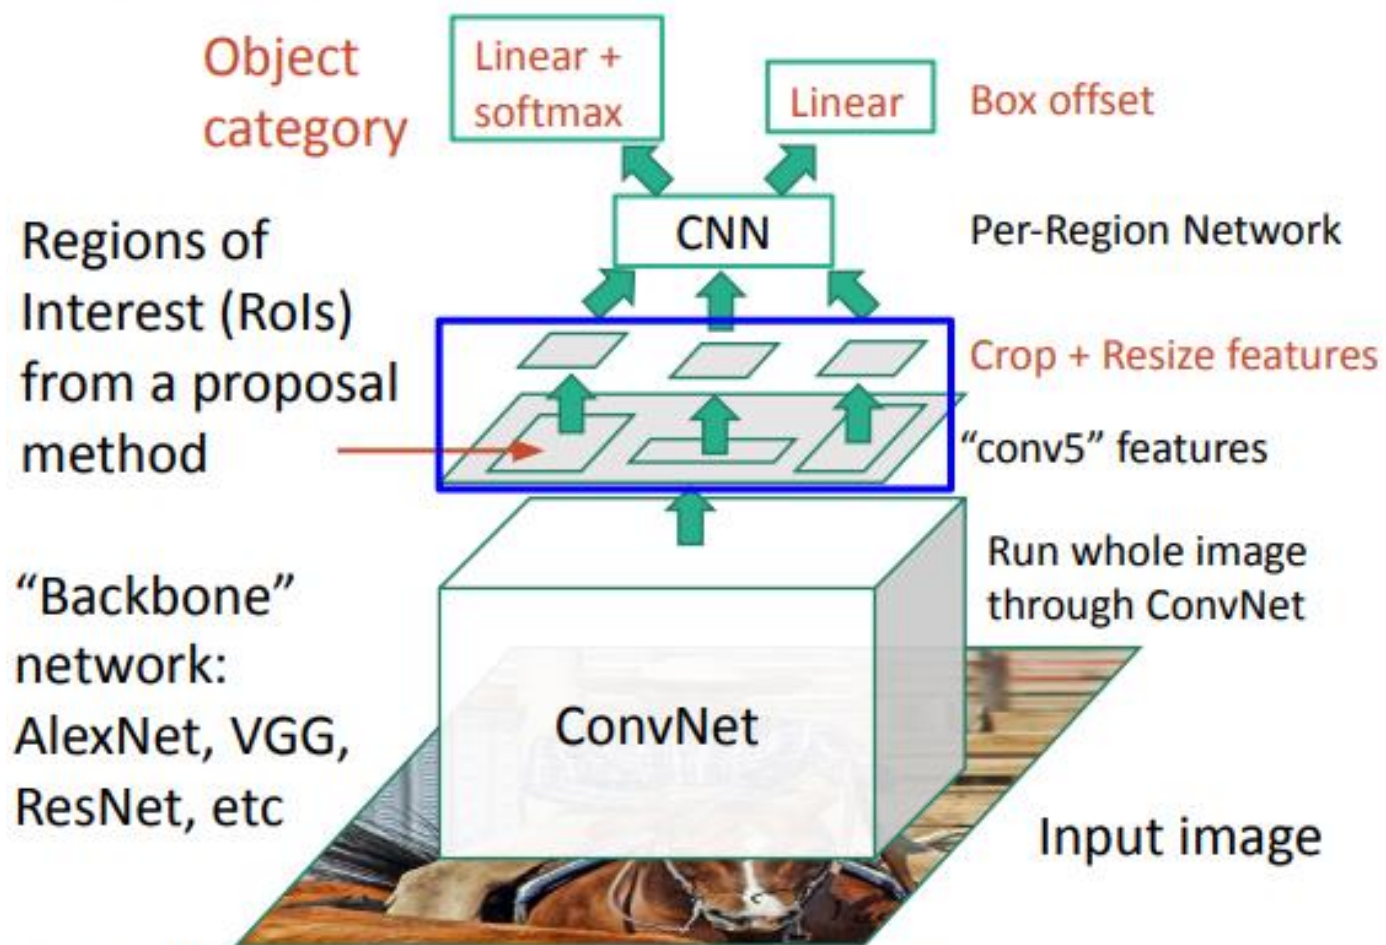 Object
category
Linear +
softmax
Linear
Box offset
CNN
Per-Region Network
Regions of
Interest (RoIs)
from a proposal
method
Crop + Resize features
“conv5” features
“Backbone”
network:
AlexNet, VGG,
ResNet, etc
Run whole image
through ConvNet
ConvNet
Input image